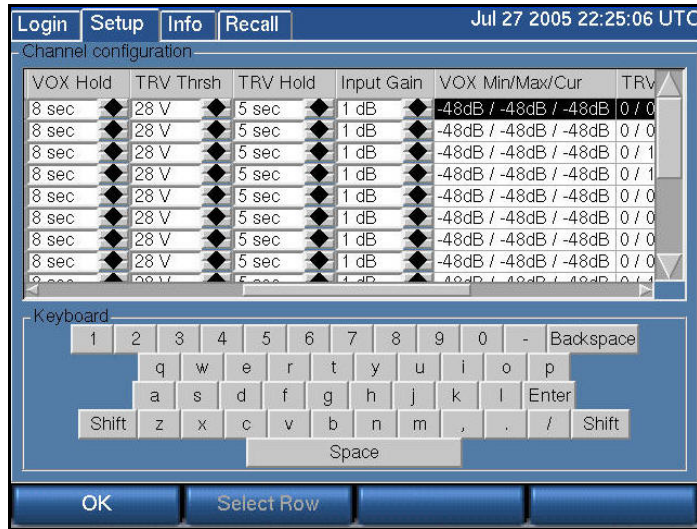 Login Setup Info Recall Jul 27 2005 22:25:06 UTC
Channel configuration
VOX Hold TRV Thrsh TRV Hold Input Gain VOX Min/Max/Cur TRV
8 sec 28 V 5 sec 1 dB -48dB / -48dB / -48dB 0 / 0
8 sec 28 V 5 sec 1 dB -48dB / -48dB / -48dB 0 / 0
8 sec 28 V 5 sec 1 dB -48dB / -48dB / -48dB 0 / 1
8 sec 28 V 5 sec 1 dB -48dB / -48dB / -48dB 0 / 1
8 sec 28 V 5 sec 1 dB -48dB / -48dB / -48dB 0 / 0
8 sec 28 V 5 sec 1 dB -48dB / -48dB / -48dB 0 / 0
8 sec 28 V 5 sec 1 dB -48dB / -48dB / -48dB 0 / 0
8 sec 28 V 5 sec 1 dB -48dB / -48dB / -48dB 0 / 0
Keyboard
1 2 3 4 5 6 7 8 9 0 - Backspace
q w e r t y u i o p
a s d f g h j k l Enter
Shift z x c v b n m , . / Shift
Space
OK Select Row